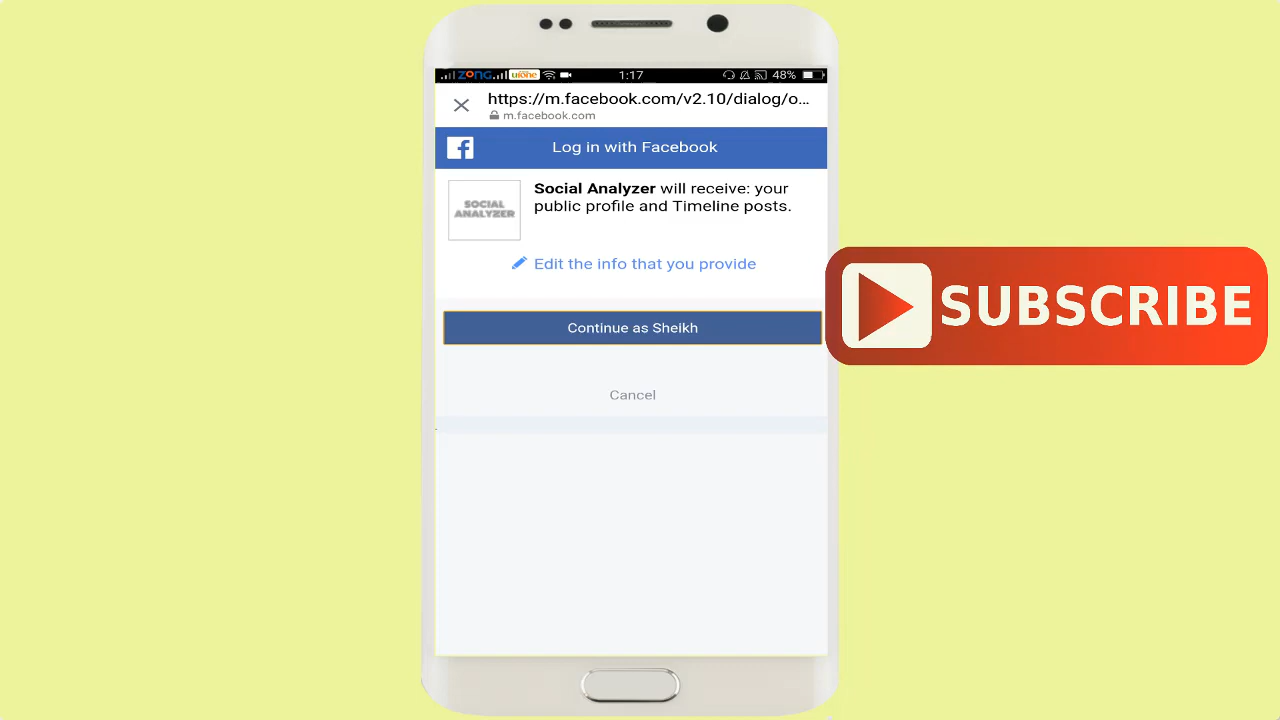 ZONG
ufone
1:17
48%
https://m.facebook.com/v2.10/dialog/o...
m.facebook.com
f
Log in with Facebook
SOCIAL
ANALYZER
Social Analyzer will receive: your
public profile and Timeline posts.
Edit the info that you provide
Continue as Sheikh
Cancel
SUBSCRIBE